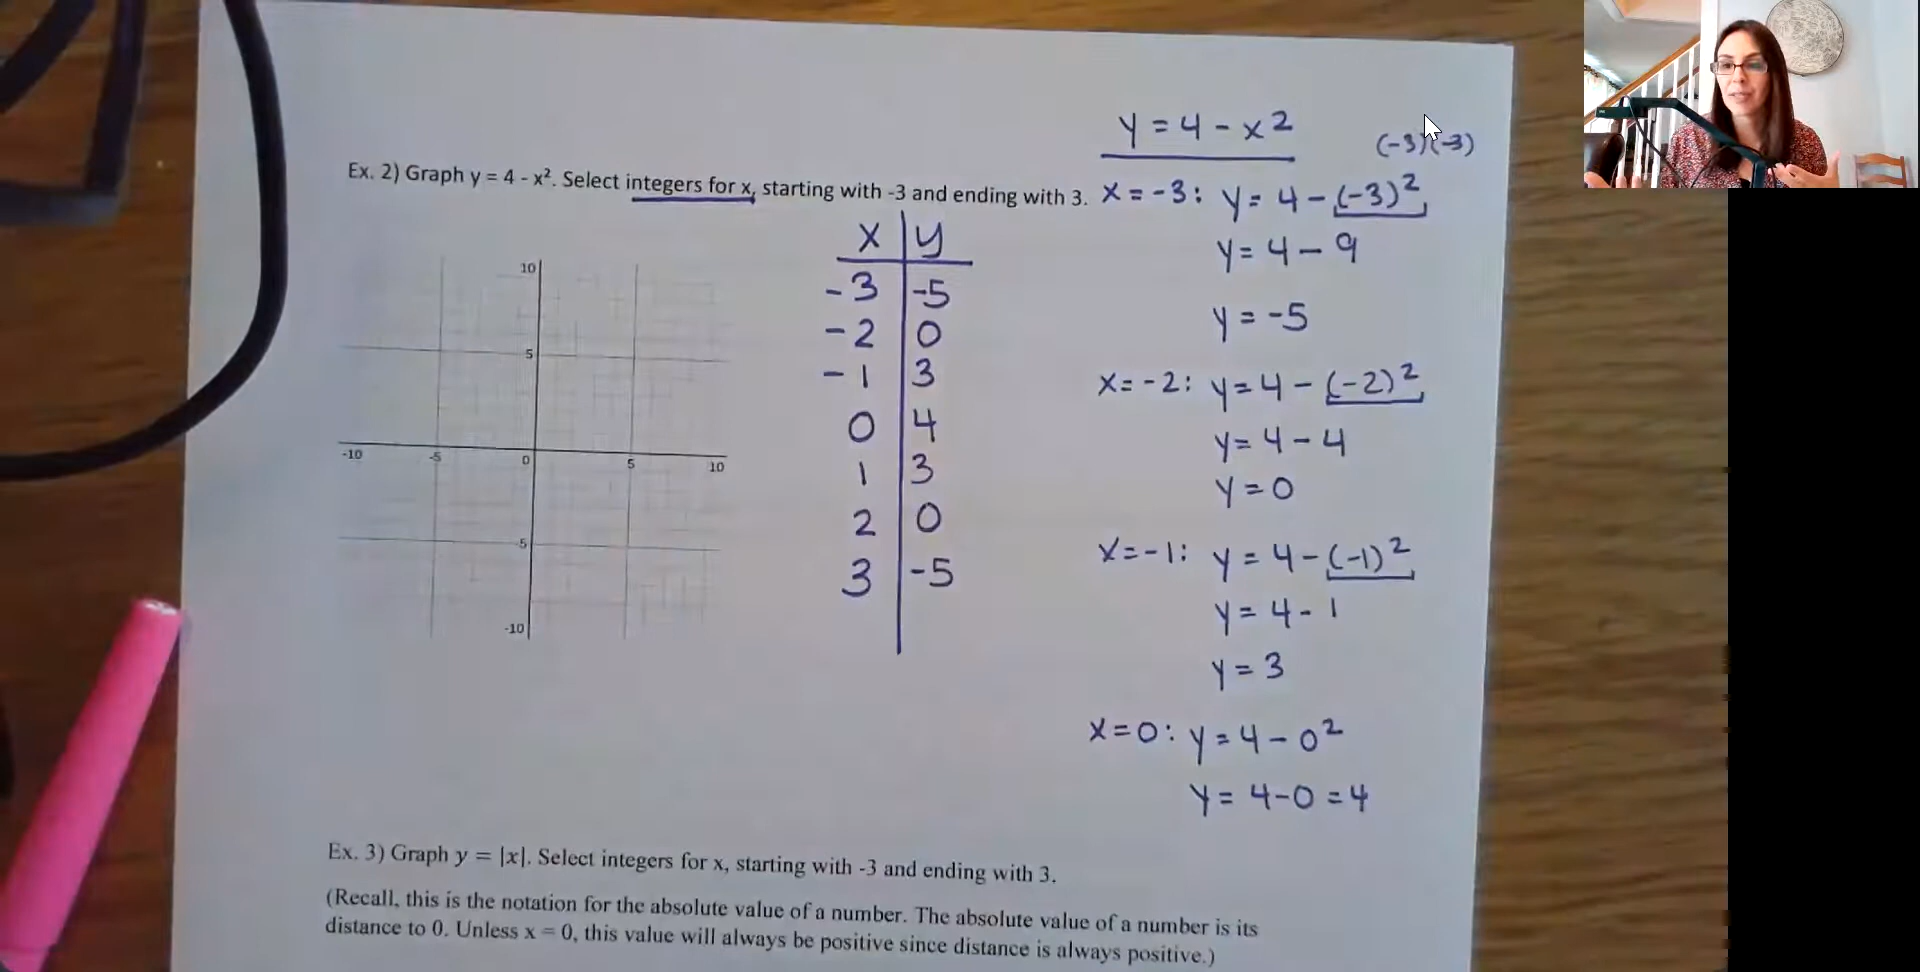 y = 4 - x²
(-3)(-3)
Ex. 2) Graph y = 4 - x². Select integers for x, starting with -3 and ending with 3.
x = -3: y = 4 - (-3)²
y = 4 - 9
y = -5
x = -2: y = 4 - (-2)²
y = 4 - 4
y = 0
x = -1: y = 4 - (-1)²
y = 4 - 1
y = 3
x = 0: y = 4 - 0²
y = 4 - 0 = 4
x | y
-3 | -5
-2 | 0
-1 | 3
0 | 4
1 | 3
2 | 0
3 | -5
10
5
-10 -5 0 5 10
-5
-10
Ex. 3) Graph y = |x|. Select integers for x, starting with -3 and ending with 3.
(Recall, this is the notation for the absolute value of a number. The absolute value of a number is its
distance to 0. Unless x = 0, this value will always be positive since distance is always positive.)